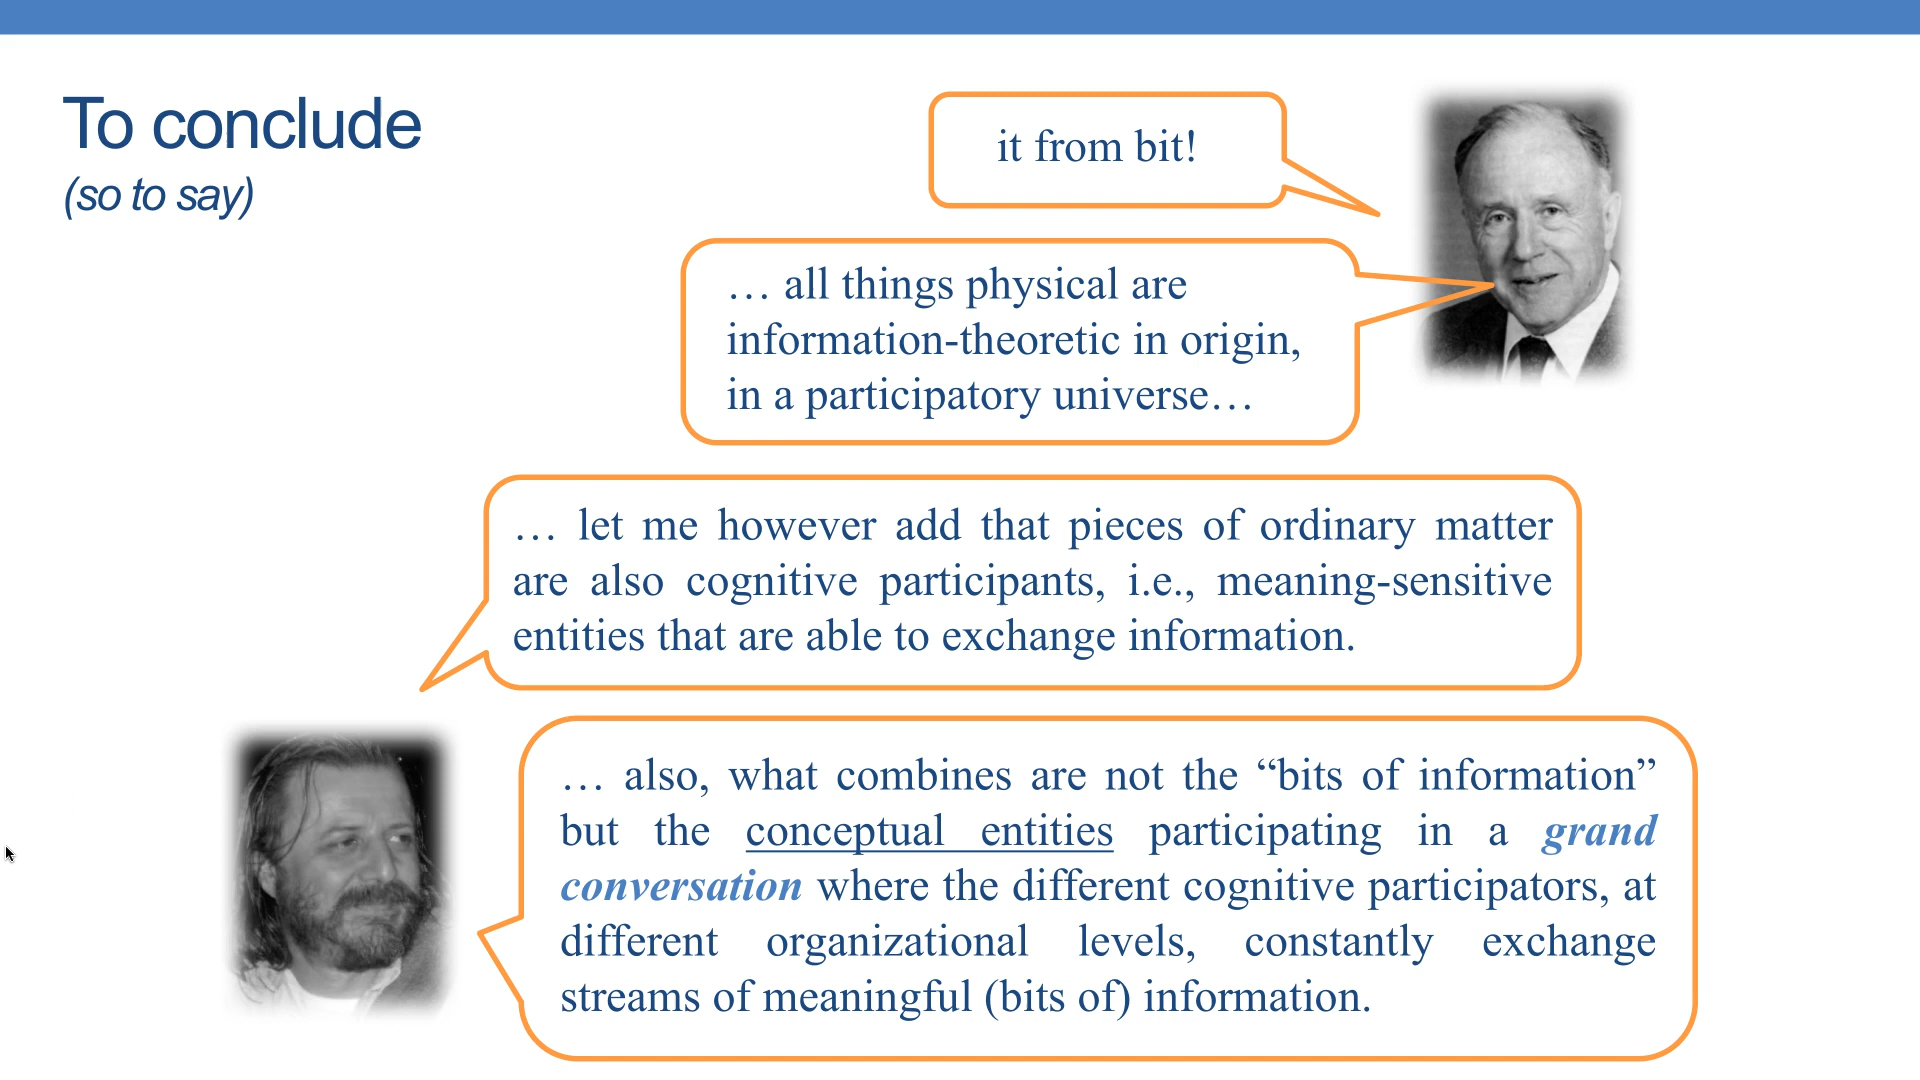 To conclude
(so to say)
it from bit!
… all things physical are
information-theoretic in origin,
in a participatory universe…
… let me however add that pieces of ordinary matter
are also cognitive participants, i.e., meaning-sensitive
entities that are able to exchange information.
… also, what combines are not the “bits of information”
but the conceptual entities participating in a grand
conversation where the different cognitive participators, at
different organizational levels, constantly exchange
streams of meaningful (bits of) information.